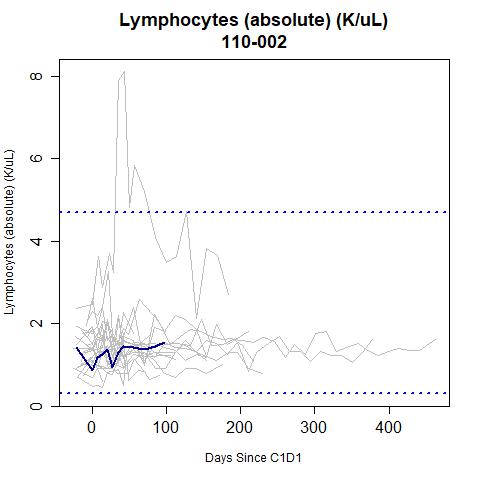 Lymphocytes (absolute) (K/uL)
110-002
Lymphocytes (absolute) (K/uL)
8
6
4
2
0
0 100 200 300 400
Days Since C1D1